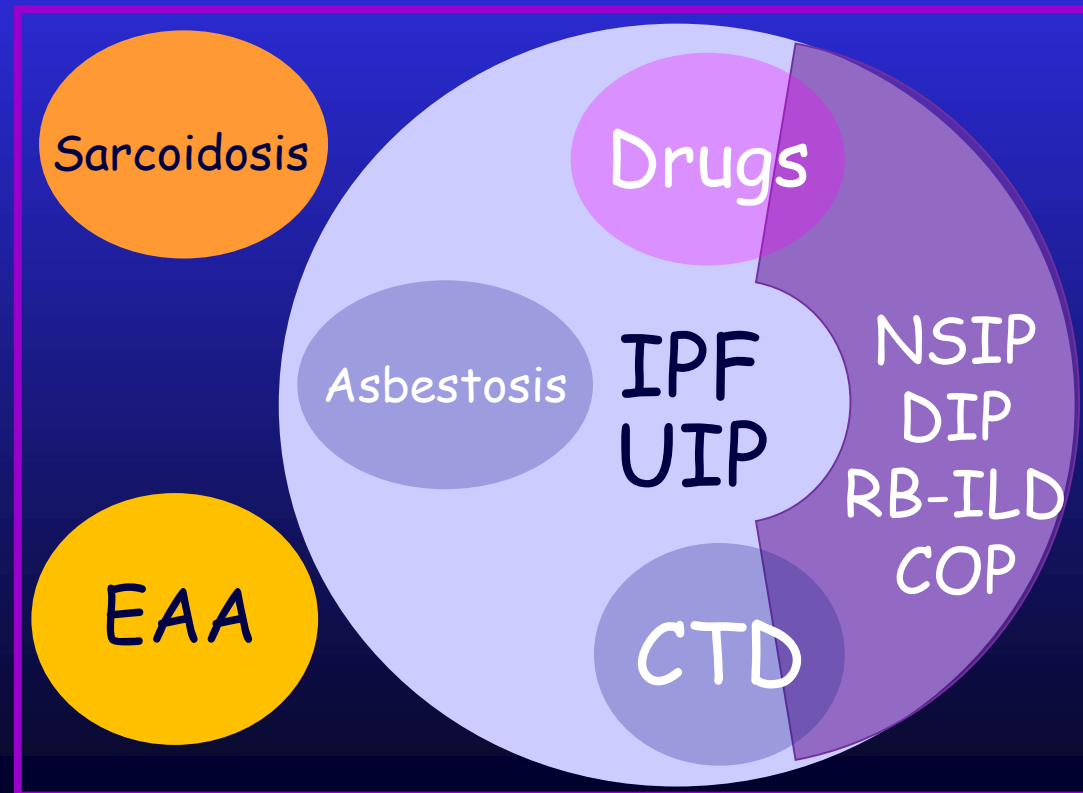 Sarcoidosis
Drugs
Asbestosis
IPF
UIP
NSIP
DIP
RB-ILD
COP
EAA
CTD